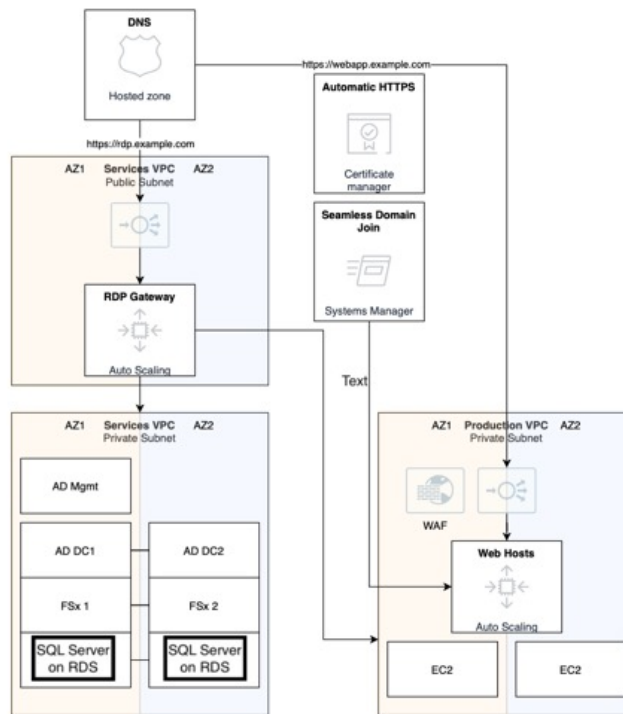 DNS
Hosted zone
https://webapp.example.com
https://rdp.example.com
Automatic HTTPS
Certificate
manager
AZ1 Services VPC AZ2
Public Subnet
Seamless Domain
Join
Systems Manager
RDP Gateway
Auto Scaling
Text
AZ1 Services VPC AZ2
Private Subnet
AD Mgmt
AD DC1
AD DC2
FSx 1
FSx 2
SQL Server
on RDS
SQL Server
on RDS
AZ1 Production VPC AZ2
Private Subnet
WAF
Web Hosts
Auto Scaling
EC2
EC2